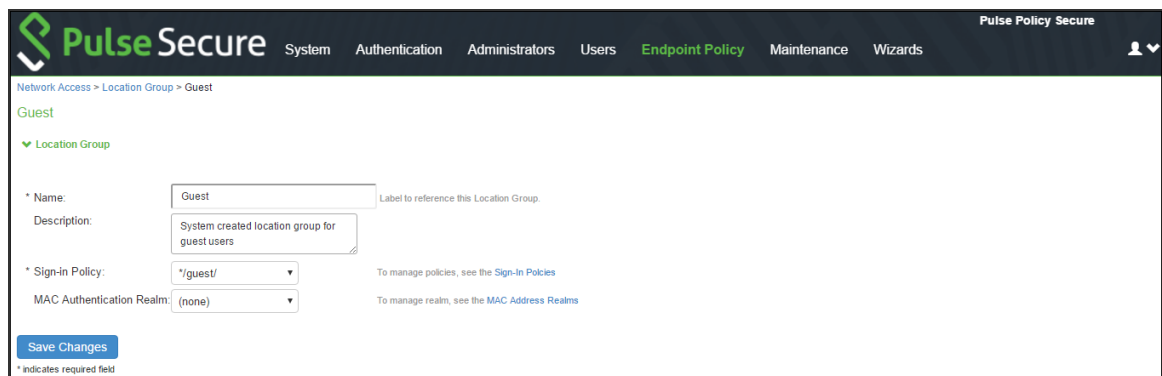 Pulse Policy Secure
Pulse Secure System Authentication Administrators Users Endpoint Policy Maintenance Wizards
Network Access > Location Group > Guest
Guest
Location Group
* Name: Guest Label to reference this Location Group.
Description: System created location group for
guest users
* Sign-in Policy: */guest/ To manage policies, see the Sign-In Polcies
MAC Authentication Realm: (none) To manage realm, see the MAC Address Realms
Save Changes
* indicates required field